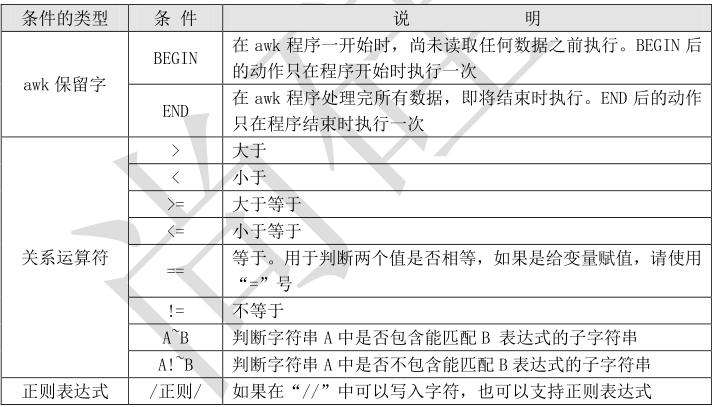 条件的类型 条 件 说 明
awk 保留字
BEGIN
在 awk 程序一开始时，尚未读取任何数据之前执行。BEGIN 后
的动作只在程序开始时执行一次
END
在 awk 程序处理完所有数据，即将结束时执行。END 后的动作
只在程序结束时执行一次
关系运算符
> 大于
< 小于
>= 大于等于
<= 小于等于
==
等于。用于判断两个值是否相等，如果是给变量赋值，请使用
“=”号
!= 不等于
A~B 判断字符串 A 中是否包含能匹配 B 表达式的子字符串
A!~B 判断字符串 A 中是否不包含能匹配 B 表达式的子字符串
正则表达式 /正则/ 如果在“//”中可以写入字符，也可以支持正则表达式